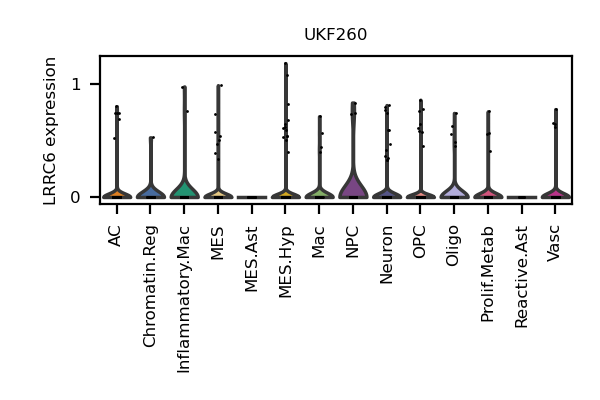 UKF260
LRRC6 expression
1
0
AC
Chromatin.Reg
Inflammatory.Mac
MES
MES.Ast
MES.Hyp
Mac
NPC
Neuron
OPC
Oligo
Prolif.Metab
Reactive.Ast
Vasc